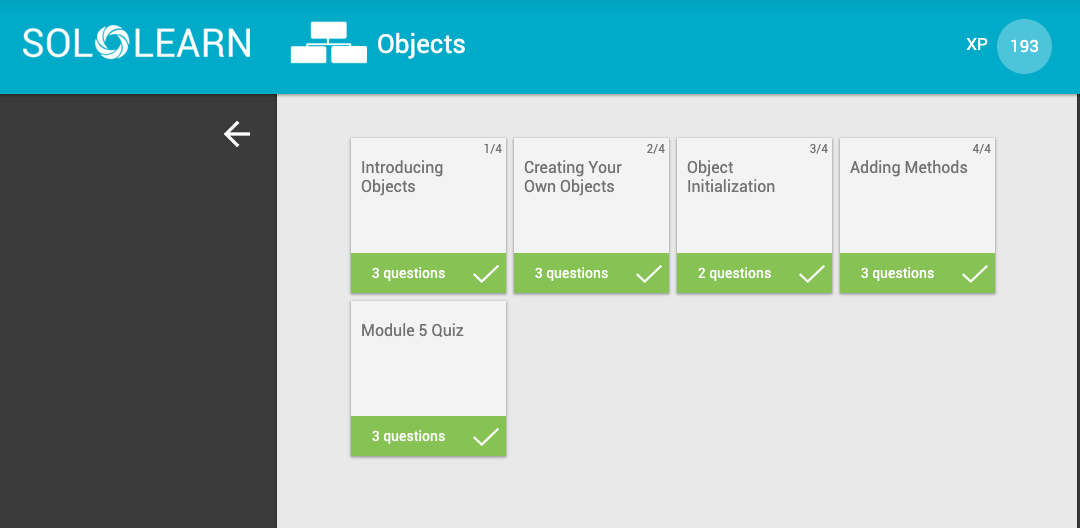 SOLOLEARN
Objects
XP
193
1/4
Introducing
Objects
3 questions
2/4
Creating Your
Own Objects
3 questions
3/4
Object
Initialization
2 questions
4/4
Adding Methods
3 questions
Module 5 Quiz
3 questions